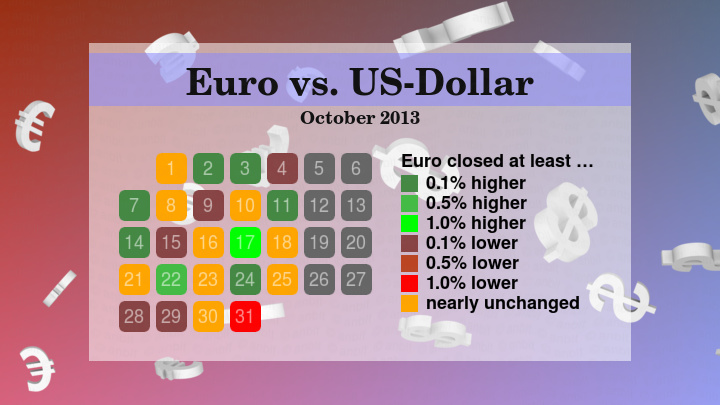 Euro vs. US-Dollar
October 2013
1 2 3 4 5 6
7 8 9 10 11 12 13
14 15 16 17 18 19 20
21 22 23 24 25 26 27
28 29 30 31
Euro closed at least …
0.1% higher
0.5% higher
1.0% higher
0.1% lower
0.5% lower
1.0% lower
nearly unchanged